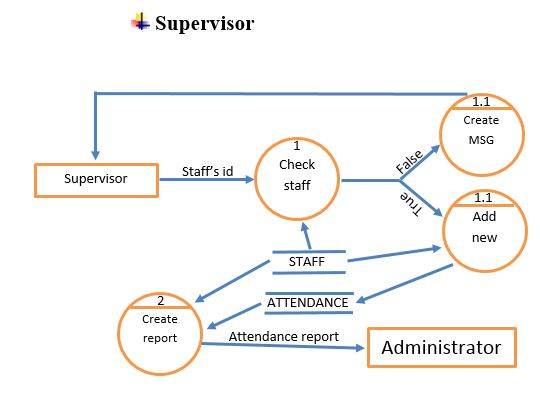 Supervisor
1.1
Create
MSG
1
Check
staff
False
True
Supervisor
Staff's id
1.1
Add
new
STAFF
ATTENDANCE
2
Create
report
Attendance report
Administrator